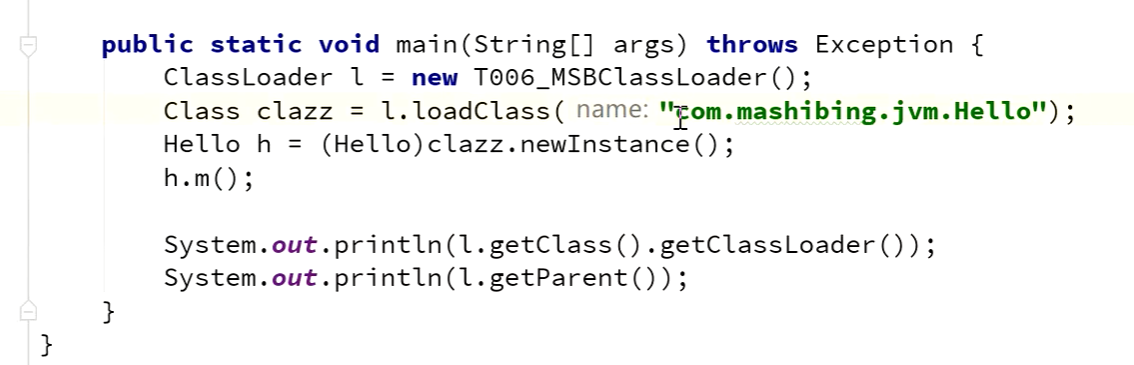 public static void main(String[] args) throws Exception {
ClassLoader l = new T006_MSBClassLoader();
Class clazz = l.loadClass( name: "com.mashibing.jvm.Hello");
Hello h = (Hello)clazz.newInstance();
h.m();
System.out.println(l.getClass().getClassLoader());
System.out.println(l.getParent());
}
}